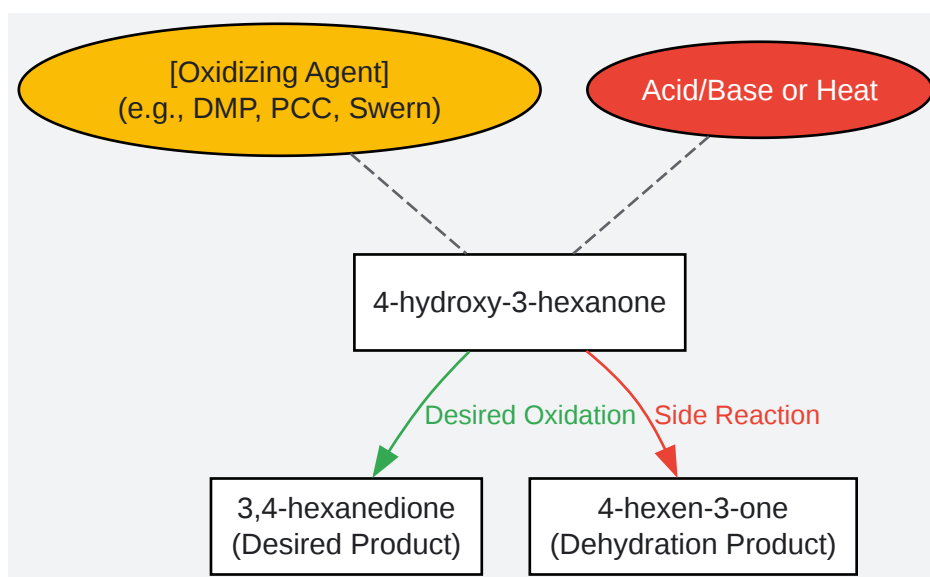 [Oxidizing Agent]
(e.g., DMP, PCC, Swern)
Acid/Base or Heat
4-hydroxy-3-hexanone
Desired Oxidation
Side Reaction
3,4-hexanedione
(Desired Product)
4-hexen-3-one
(Dehydration Product)